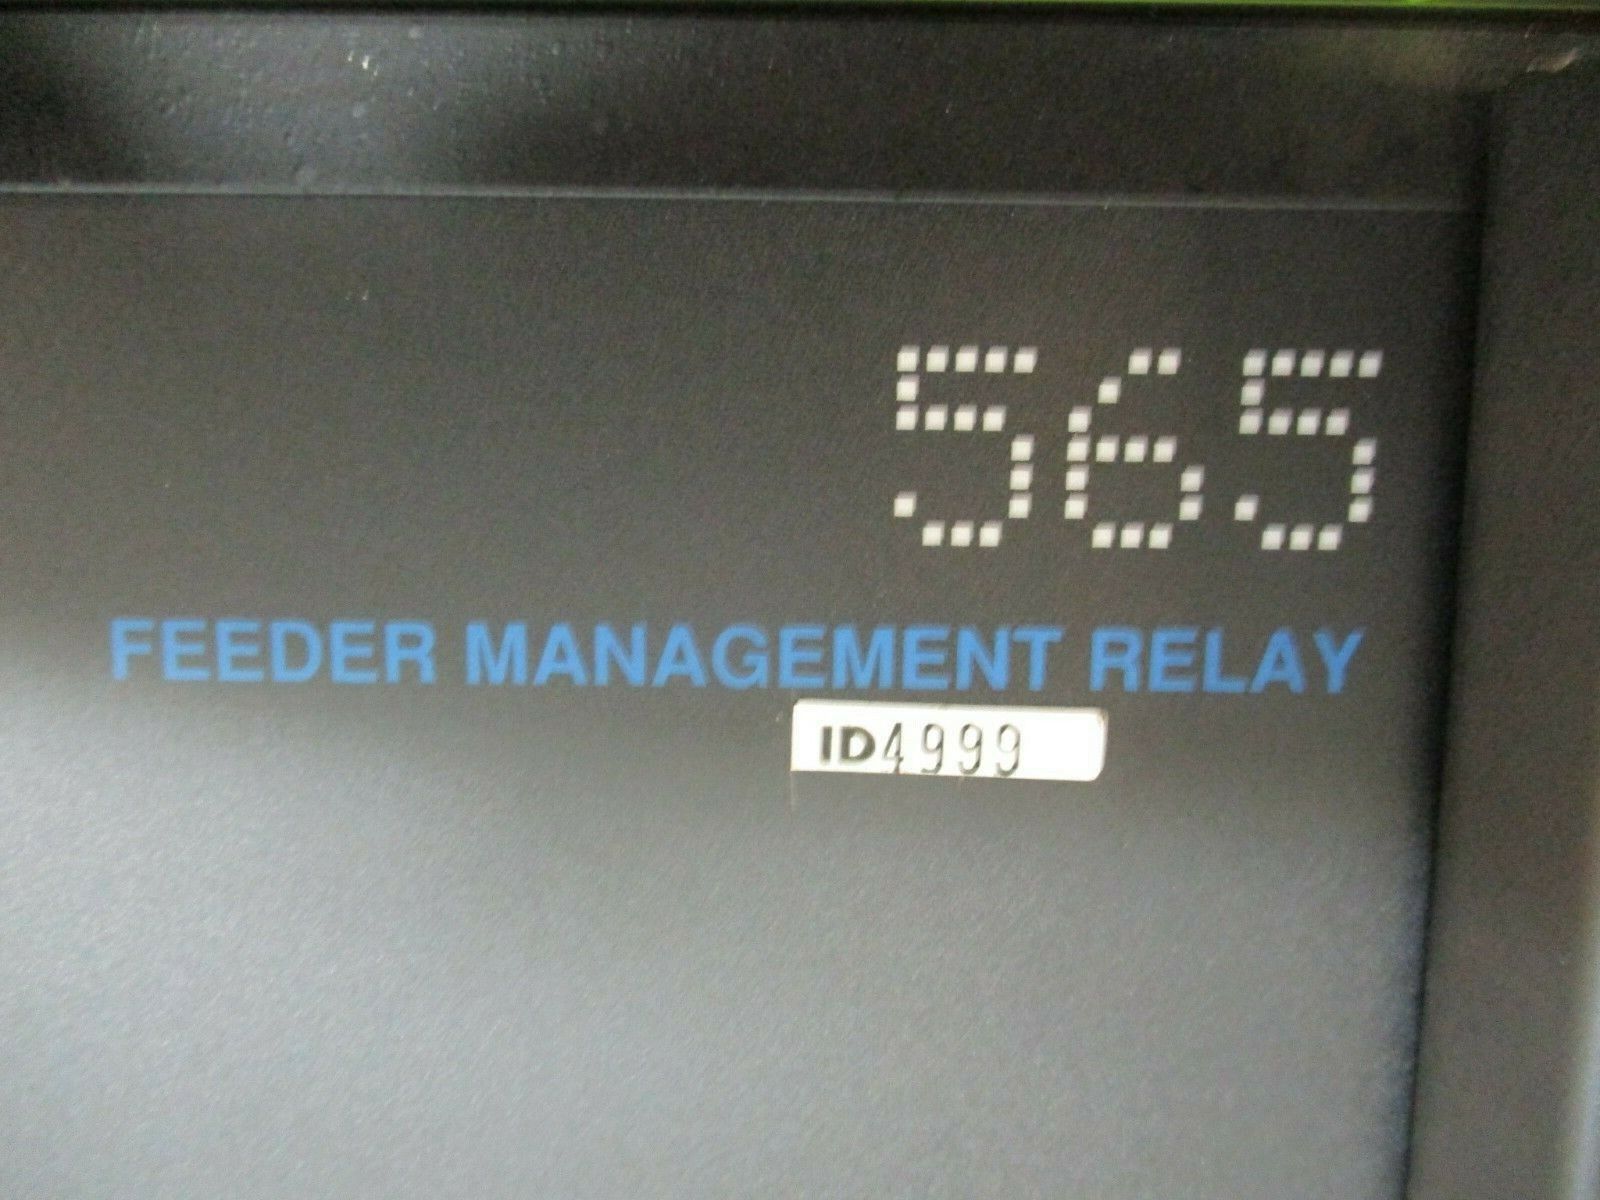 565
FEEDER MANAGEMENT RELAY
ID4999